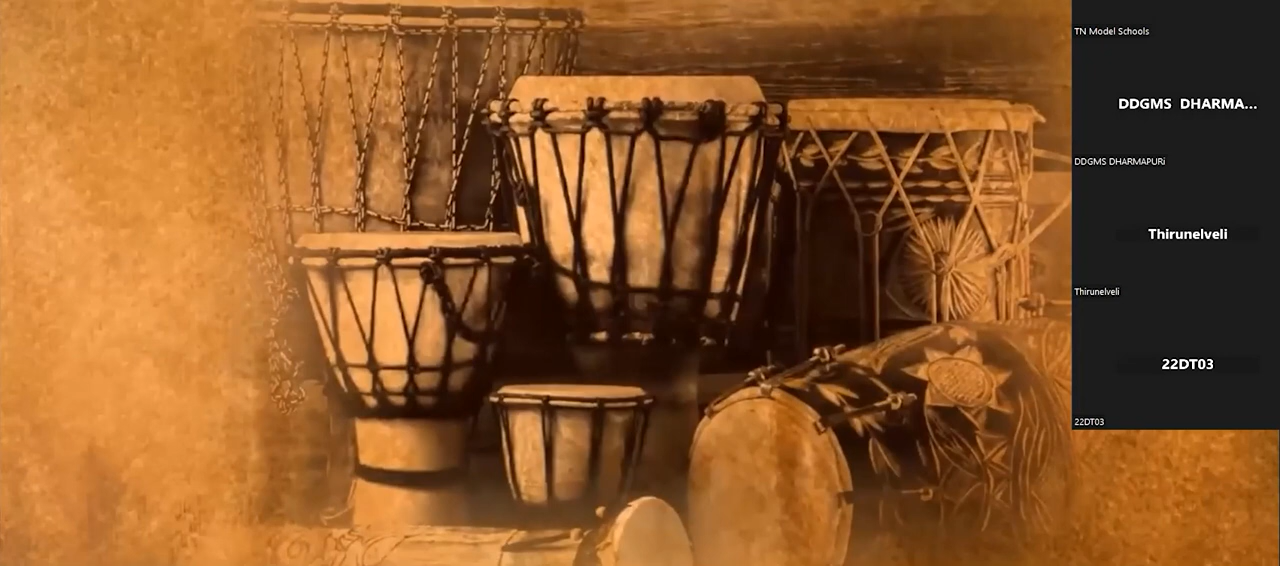 TN Model Schools
DDGMS DHARMA...
DDGMS DHARMAPURi
Thirunelveli
Thirunelveli
22DT03
22DT03